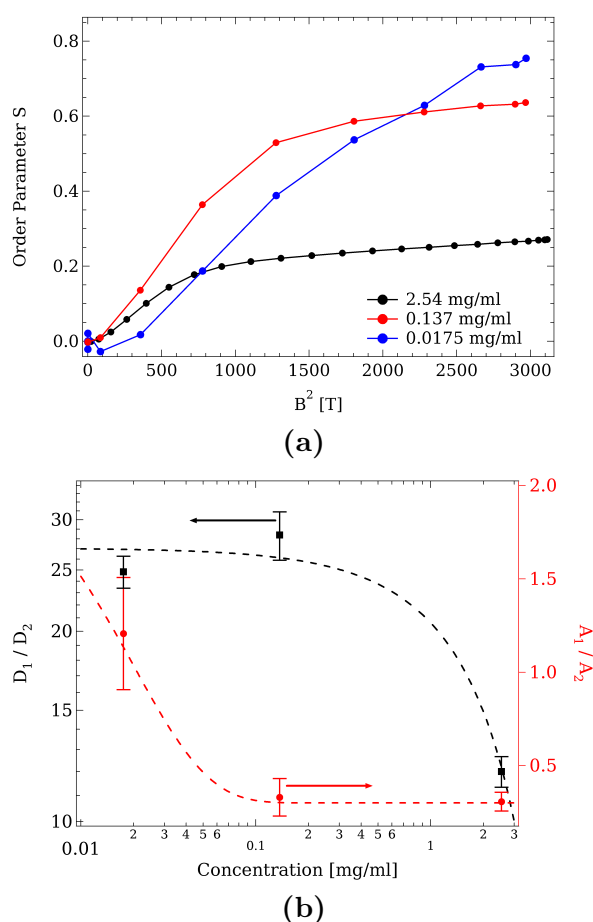 0.8
0.6
0.4
0.2
0.0
Order Parameter S
2.54 mg/ml
0.137 mg/ml
0.0175 mg/ml
0 500 1000 1500 2000 2500 3000
B² [T]
(a)
30
25
20
15
10
D₁ / D₂
2.0
1.5
1.0
0.5
A₁ / A₂
2 3 4 5 6 2 3 4 5 6 2 3
0.01 0.1 1
Concentration [mg/ml]
(b)